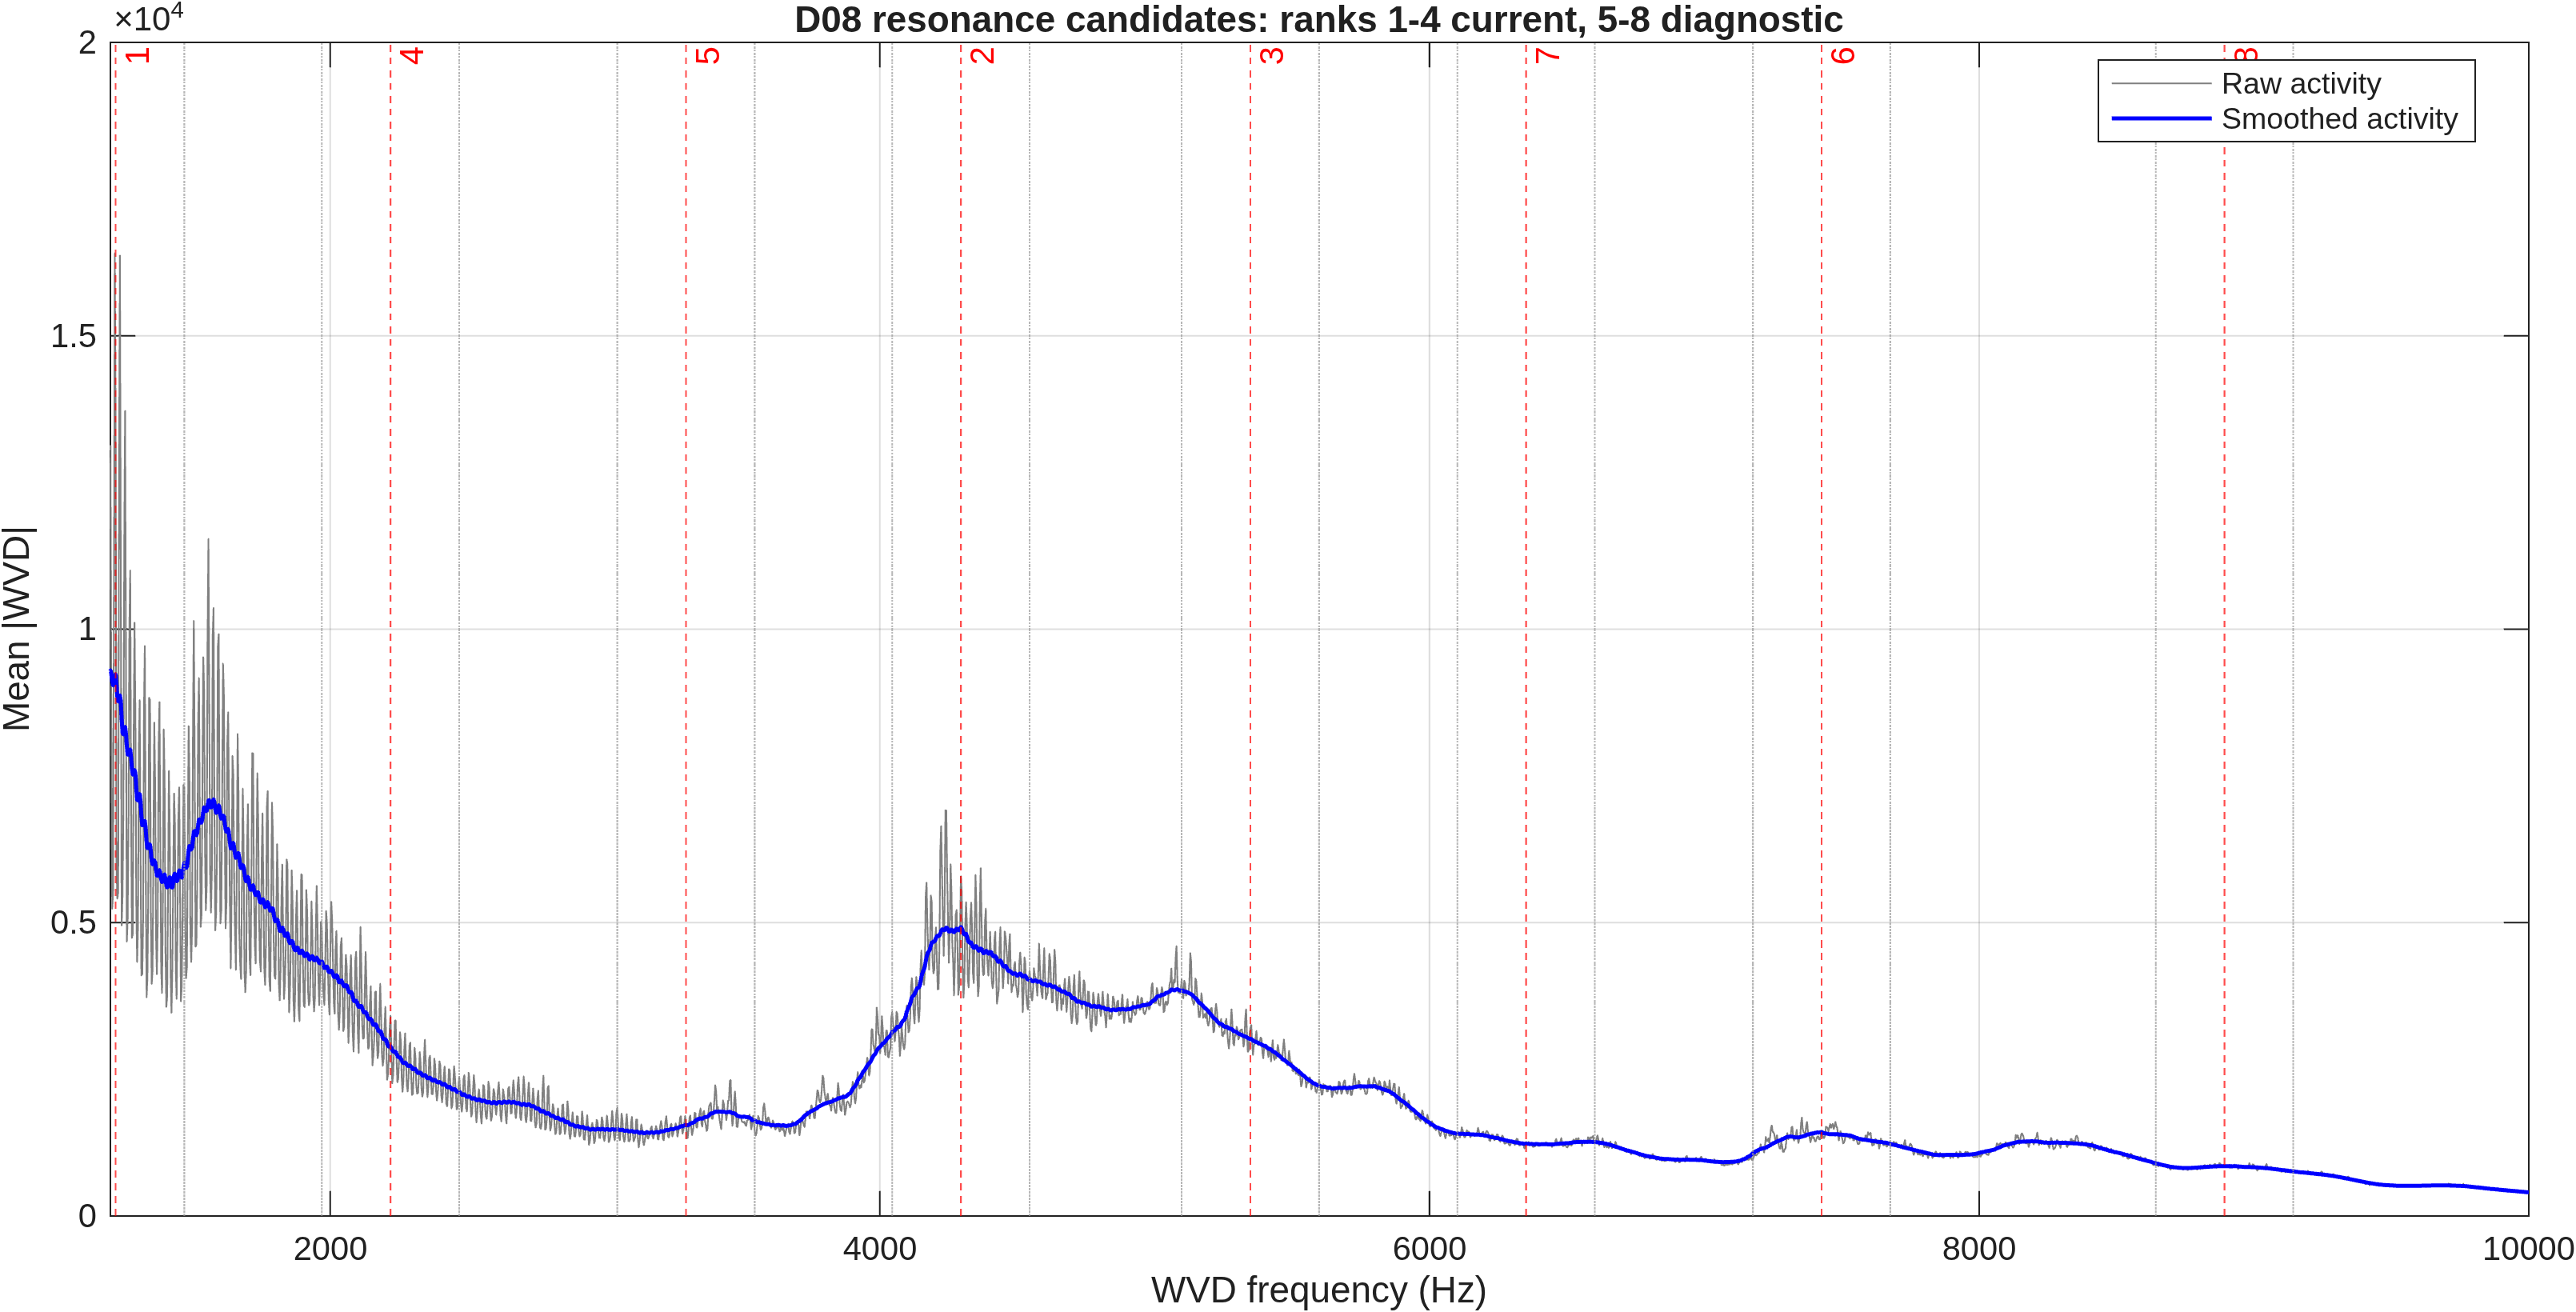 D08 resonance candidates: ranks 1-4 current, 5-8 diagnostic
×10⁴
1 4 5 2 3 7 6 8
Raw activity
Smoothed activity
2
1.5
1
0.5
0
Mean |WVD|
2000 4000 6000 8000 10000
WVD frequency (Hz)